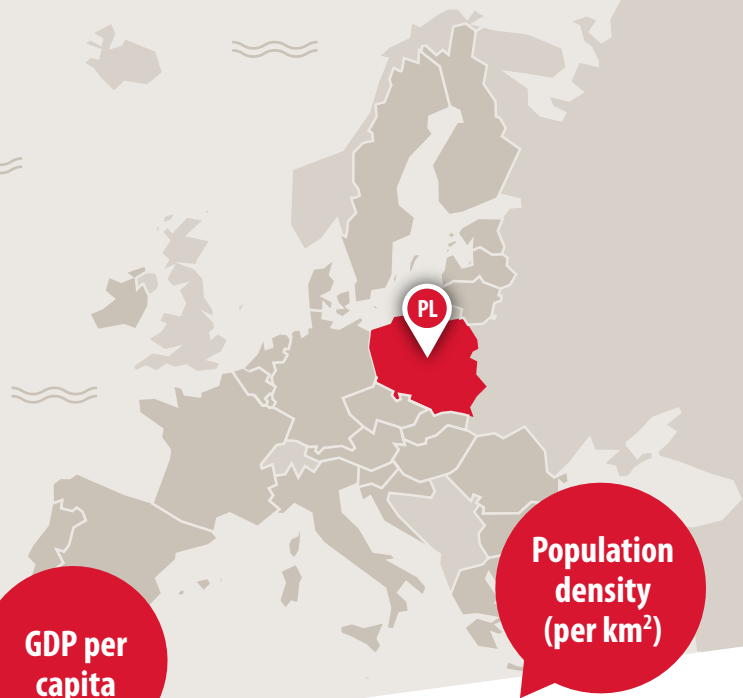 PL
Population
density
(per km²)
GDP per
capita